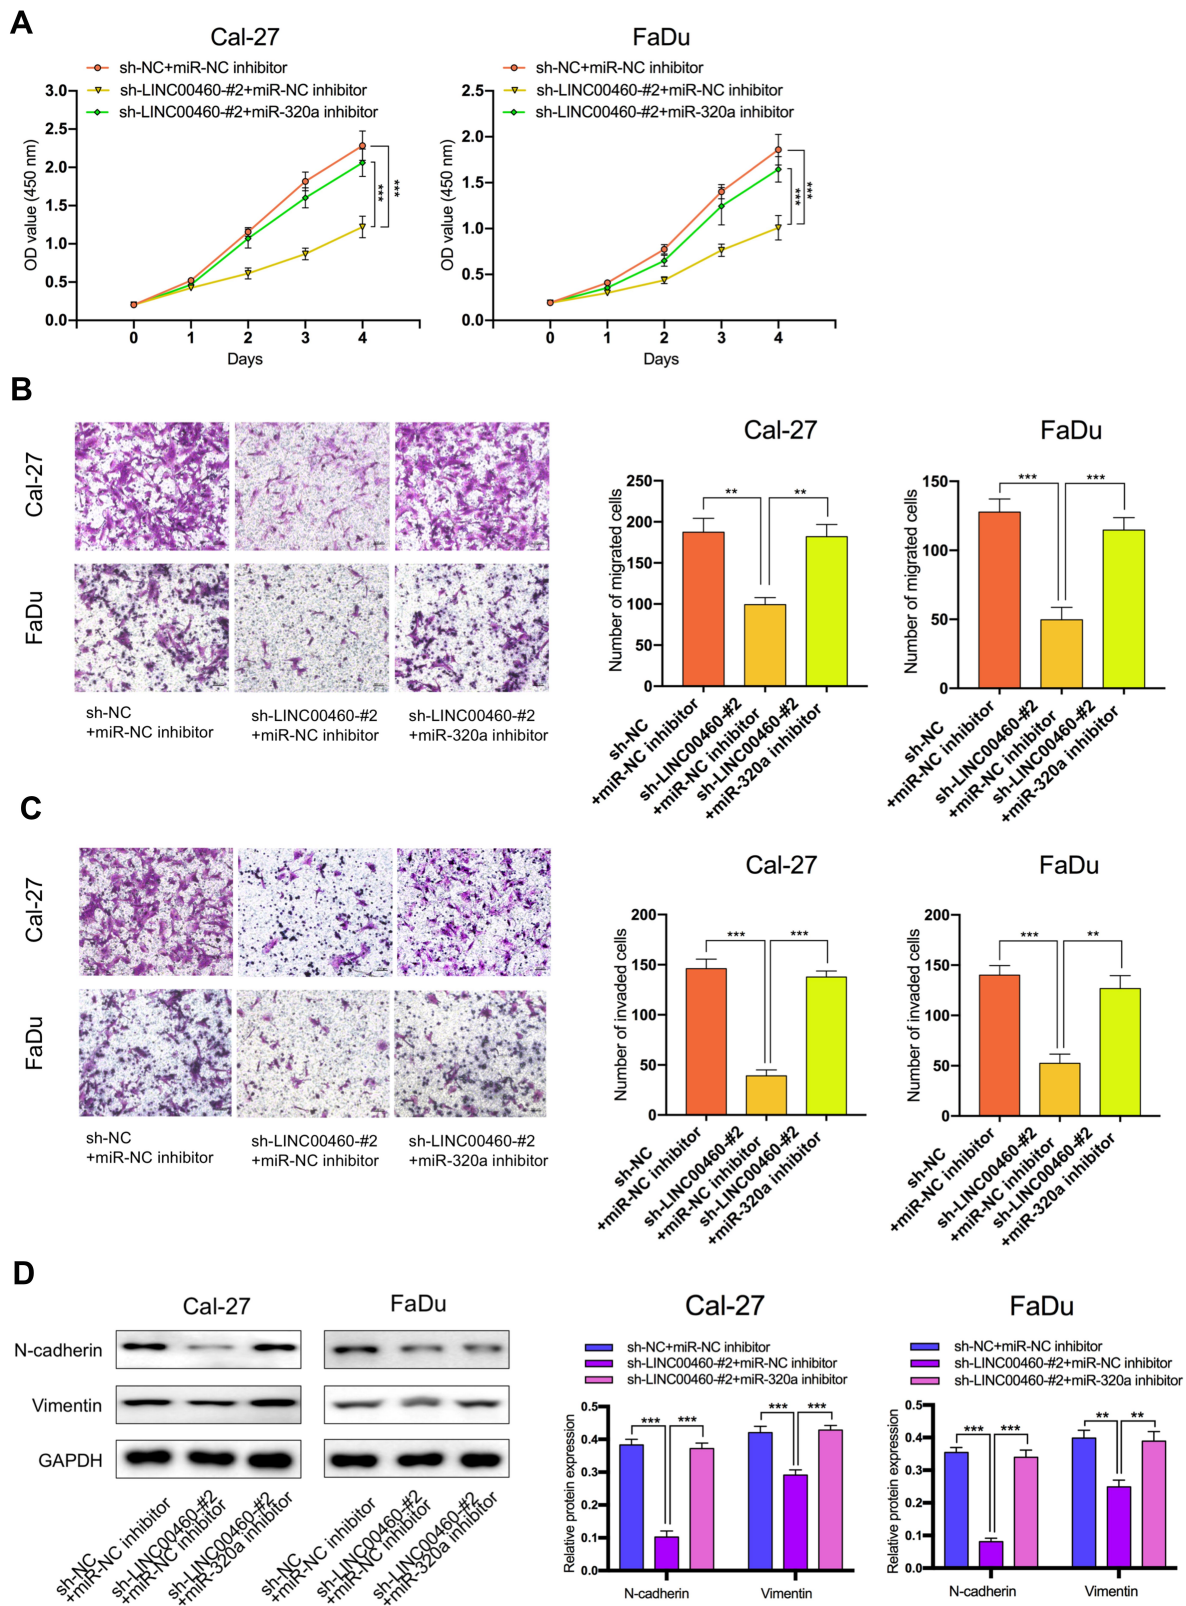 A
Cal-27
sh-NC+miR-NC inhibitor
sh-LINC00460-#2+miR-NC inhibitor
sh-LINC00460-#2+miR-320a inhibitor
OD value (450 nm)
3.0
2.5
2.0
1.5
1.0
0.5
0.0
***
***
0 1 2 3 4
Days
FaDu
sh-NC+miR-NC inhibitor
sh-LINC00460-#2+miR-NC inhibitor
sh-LINC00460-#2+miR-320a inhibitor
OD value (450 nm)
2.5
2.0
1.5
1.0
0.5
0.0
***
***
0 1 2 3 4
Days
B
Cal-27
FaDu
sh-NC
+miR-NC inhibitor
sh-LINC00460-#2
+miR-NC inhibitor
sh-LINC00460-#2
+miR-320a inhibitor
Cal-27
Number of migrated cells
250
200
150
100
50
0
** **
sh-NC
+miR-NC inhibitor
sh-LINC00460-#2
+miR-NC inhibitor
sh-LINC00460-#2
+miR-320a inhibitor
FaDu
Number of migrated cells
150
100
50
0
*** ***
sh-NC
+miR-NC inhibitor
sh-LINC00460-#2
+miR-NC inhibitor
sh-LINC00460-#2
+miR-320a inhibitor
C
Cal-27
FaDu
sh-NC
+miR-NC inhibitor
sh-LINC00460-#2
+miR-NC inhibitor
sh-LINC00460-#2
+miR-320a inhibitor
Cal-27
Number of invaded cells
200
150
100
50
0
*** ***
sh-NC
+miR-NC inhibitor
sh-LINC00460-#2
+miR-NC inhibitor
sh-LINC00460-#2
+miR-320a inhibitor
FaDu
Number of invaded cells
200
150
100
50
0
*** **
sh-NC
+miR-NC inhibitor
sh-LINC00460-#2
+miR-NC inhibitor
sh-LINC00460-#2
+miR-320a inhibitor
D
Cal-27
FaDu
N-cadherin
Vimentin
GAPDH
sh-NC
+miR-NC inhibitor
sh-LINC00460-#2
+miR-NC inhibitor
sh-LINC00460-#2
+miR-320a inhibitor
sh-NC
+miR-NC inhibitor
sh-LINC00460-#2
+miR-NC inhibitor
sh-LINC00460-#2
+miR-320a inhibitor
Cal-27
sh-NC+miR-NC inhibitor
sh-LINC00460-#2+miR-NC inhibitor
sh-LINC00460-#2+miR-320a inhibitor
Relative protein expression
0.5
0.4
0.3
0.2
0.1
0.0
*** *** *** ***
N-cadherin Vimentin
FaDu
sh-NC+miR-NC inhibitor
sh-LINC00460-#2+miR-NC inhibitor
sh-LINC00460-#2+miR-320a inhibitor
Relative protein expression
0.5
0.4
0.3
0.2
0.1
0.0
*** *** ** **
N-cadherin Vimentin